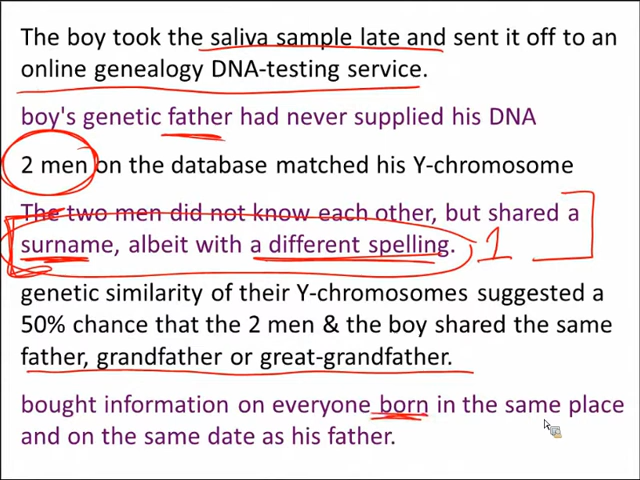 The boy took the saliva sample late and sent it off to an
online genealogy DNA-testing service.
boy's genetic father had never supplied his DNA
2 men on the database matched his Y-chromosome
The two men did not know each other, but shared a
surname, albeit with a different spelling. 1
genetic similarity of their Y-chromosomes suggested a
50% chance that the 2 men & the boy shared the same
father, grandfather or great-grandfather.
bought information on everyone born in the same place
and on the same date as his father.